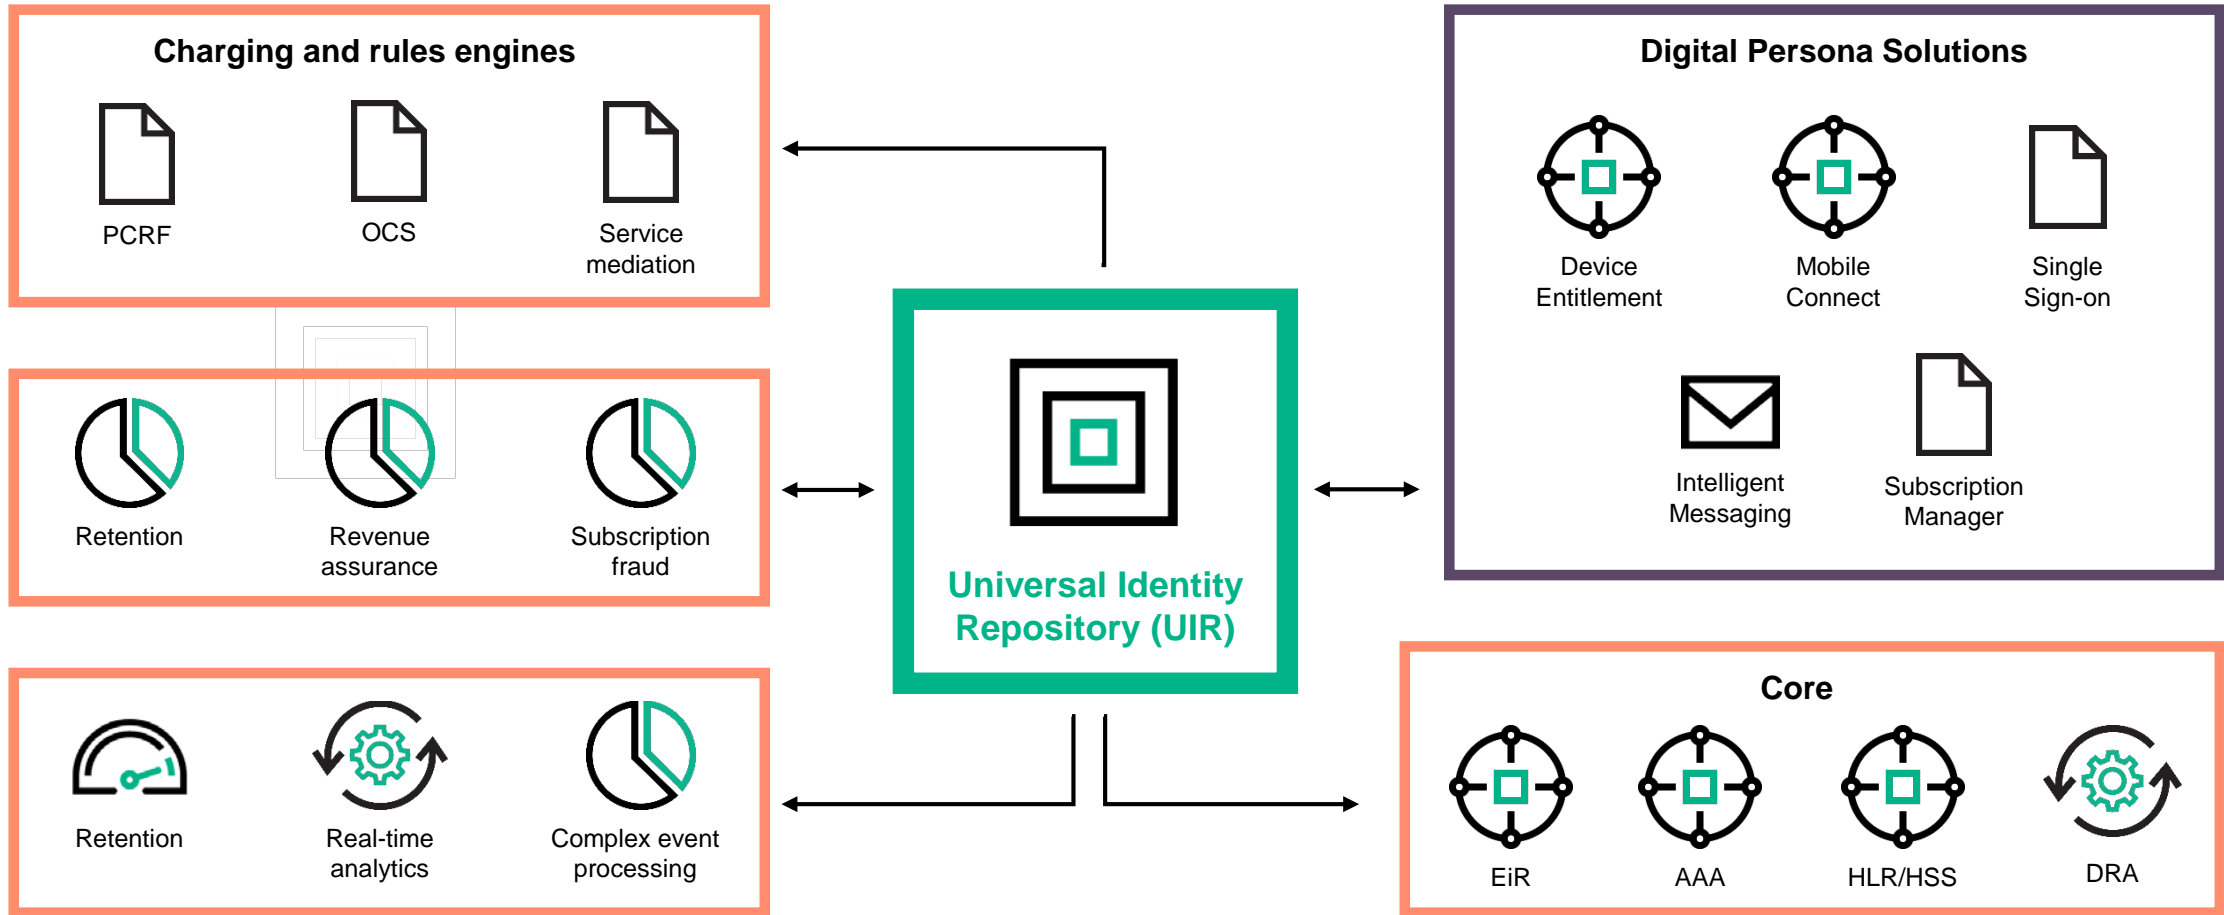 Charging and rules engines
PCRF
OCS
Service
mediation
Retention
Revenue
assurance
Subscription
fraud
Retention
Real-time
analytics
Complex event
processing
Universal Identity
Repository (UIR)
Digital Persona Solutions
Device
Entitlement
Mobile
Connect
Single
Sign-on
Intelligent
Messaging
Subscription
Manager
Core
EiR
AAA
HLR/HSS
DRA